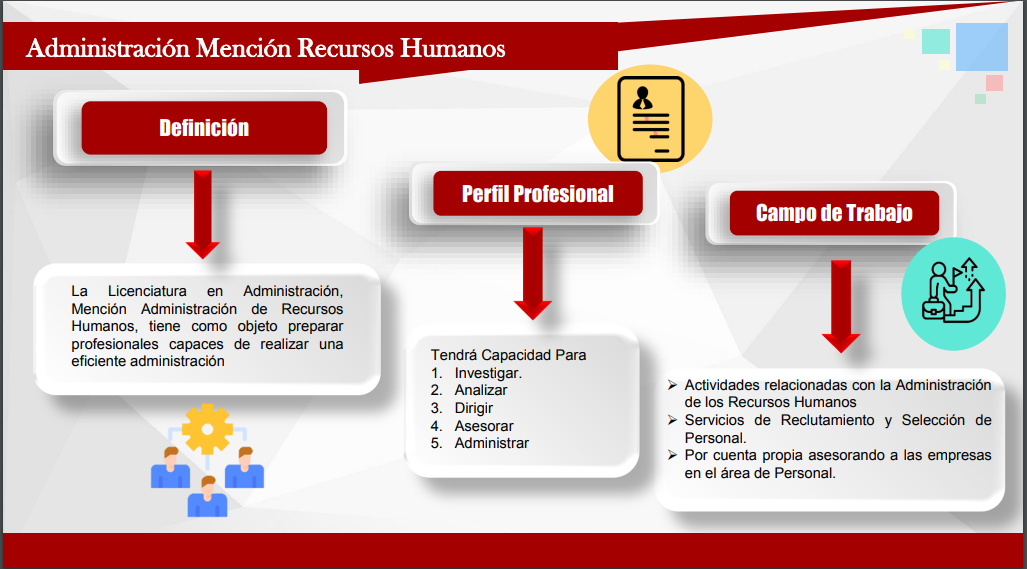 Administración Mención Recursos Humanos
Definición
La Licenciatura en Administración,
Mención Administración de Recursos
Humanos, tiene como objeto preparar
profesionales capaces de realizar una
eficiente administración
Perfil Profesional
Tendrá Capacidad Para
1. Investigar.
2. Analizar
3. Dirigir
4. Asesorar
5. Administrar
Campo de Trabajo
➢ Actividades relacionadas con la Administración
de los Recursos Humanos
➢ Servicios de Reclutamiento y Selección de
Personal.
➢ Por cuenta propia asesorando a las empresas
en el área de Personal.